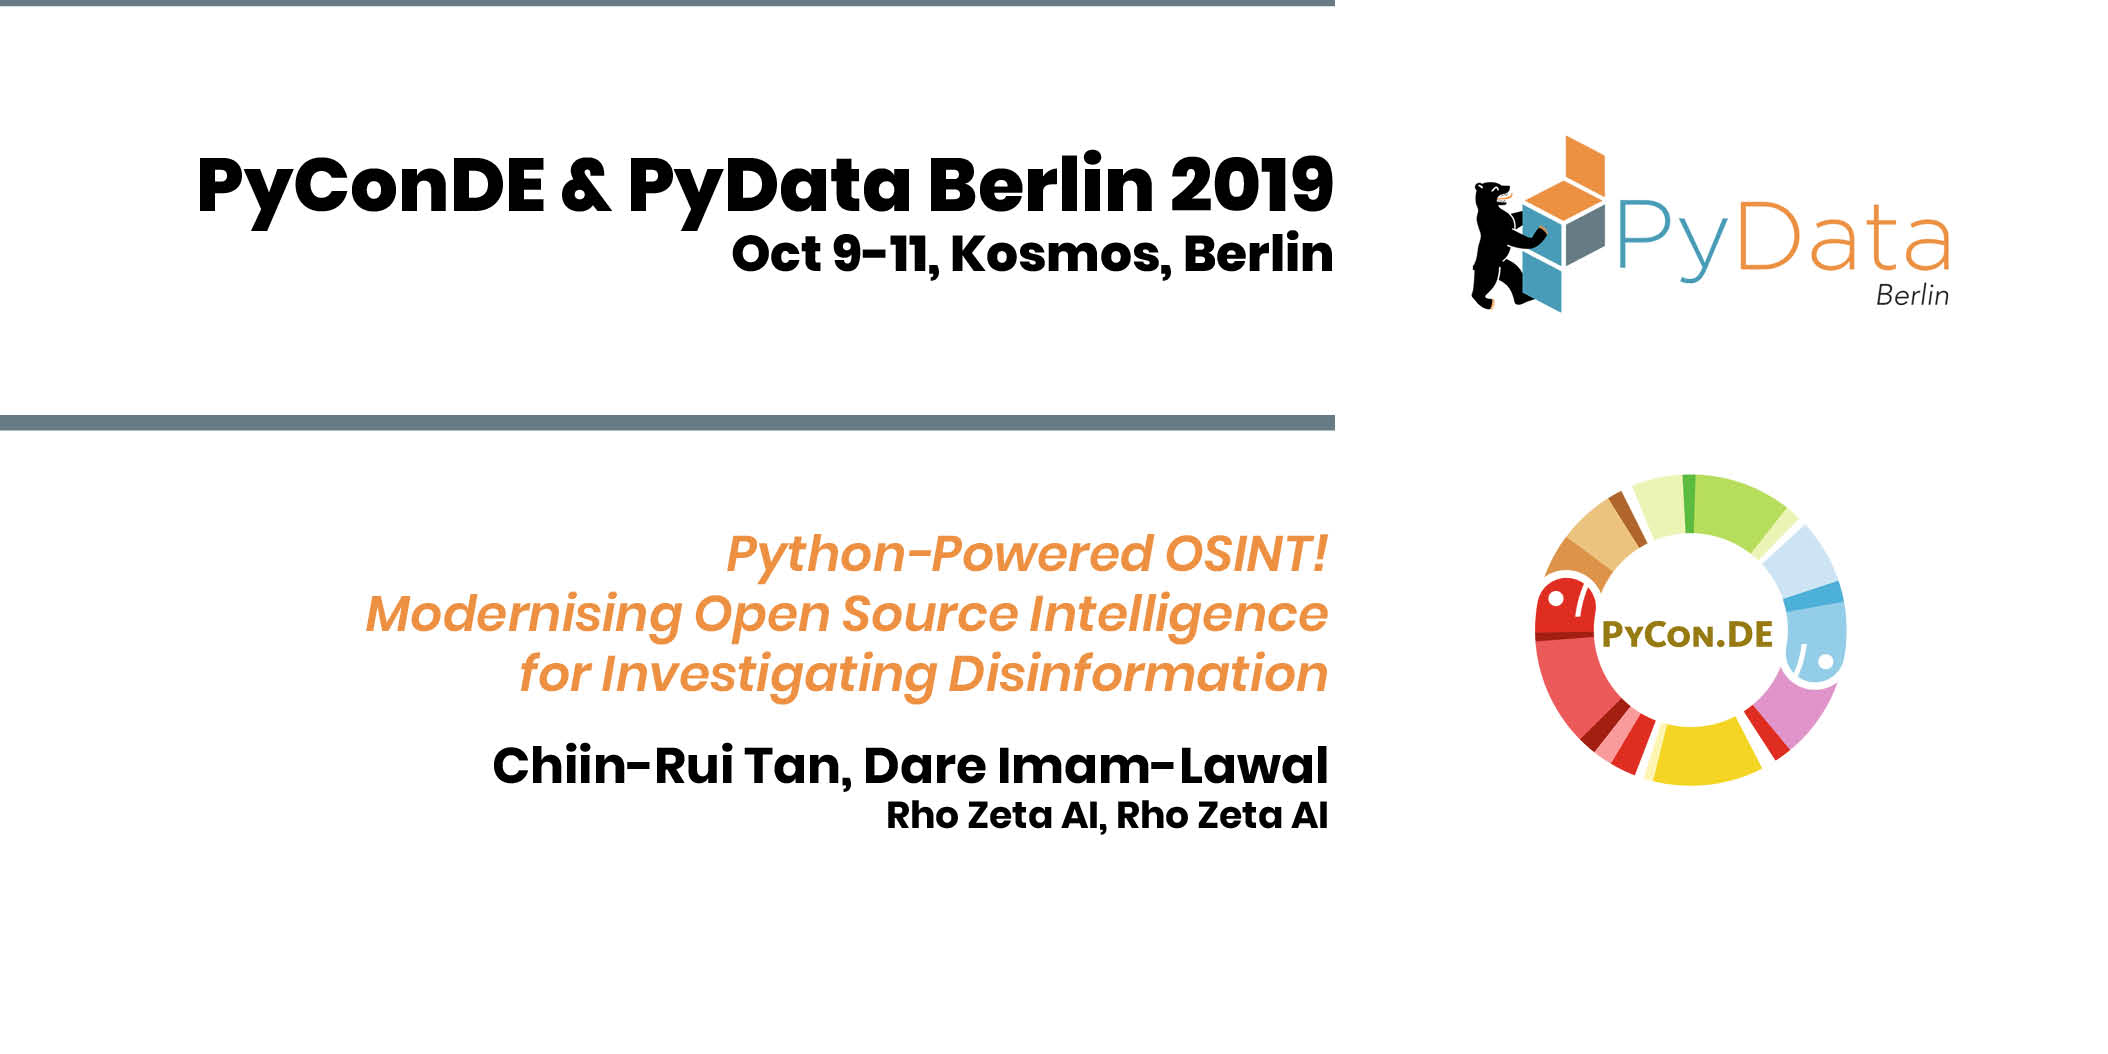 PyConDE & PyData Berlin 2019
Oct 9-11, Kosmos, Berlin
PyData
Berlin
Python-Powered OSINT!
Modernising Open Source Intelligence
for Investigating Disinformation
Chiin-Rui Tan, Dare Imam-Lawal
Rho Zeta AI, Rho Zeta AI
PyCon.DE